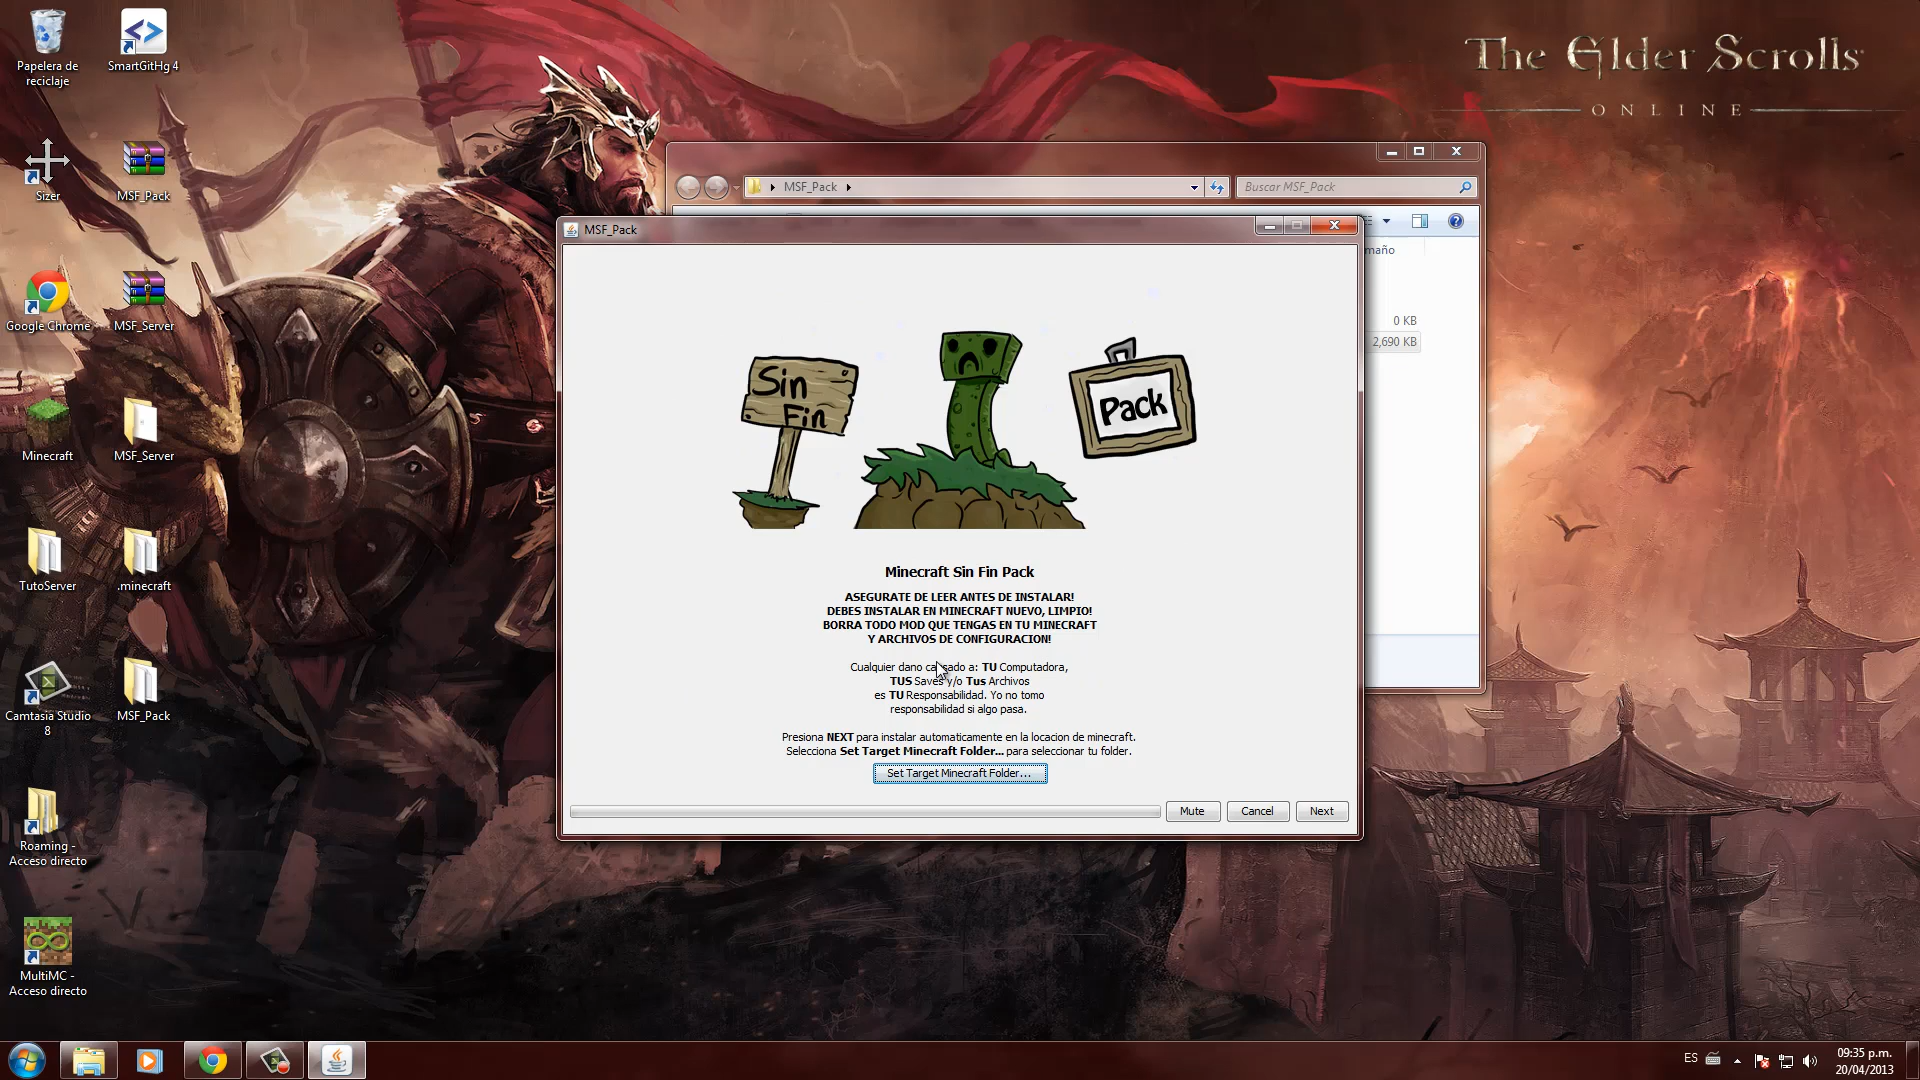 Papelera de
reciclaje
SmartGitHg 4
Sizer
MSF_Pack
Google Chrome
MSF_Server
Minecraft
MSF_Server
TutoServer
.minecraft
Camtasia Studio
8
MSF_Pack
Roaming -
Acceso directo
MultiMC -
Acceso directo
The Elder Scrolls
ONLINE
MSF_Pack
Buscar MSF_Pack
maño
0 KB
2,690 KB
MSF_Pack
Sin
Fin
Pack
Minecraft Sin Fin Pack
ASEGURATE DE LEER ANTES DE INSTALAR!
DEBES INSTALAR EN MINECRAFT NUEVO, LIMPIO!
BORRA TODO MOD QUE TENGAS EN TU MINECRAFT
Y ARCHIVOS DE CONFIGURACION!
Cualquier dano causado a: TU Computadora,
TUS Saves y/o Tus Archivos
es TU Responsabilidad. Yo no tomo
responsabilidad si algo pasa.
Presiona NEXT para instalar automaticamente en la locacion de minecraft.
Selecciona Set Target Minecraft Folder... para seleccionar tu folder.
Set Target Minecraft Folder...
Mute
Cancel
Next
ES
09:35 p.m.
20/04/2013